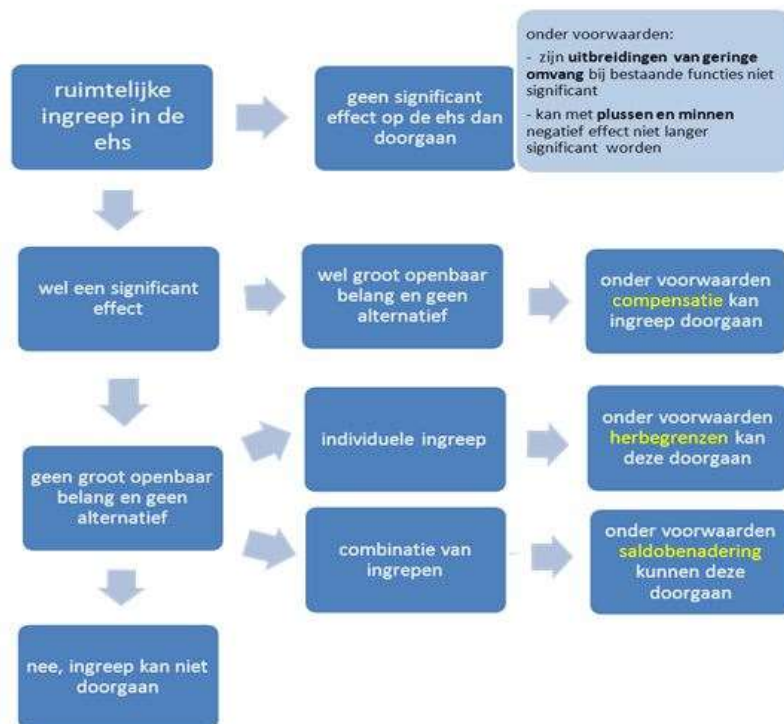 ruimtelijke
ingreep in de
ehs
geen significant
effect op de ehs dan
doorgaan
onder voorwaarden:
- zijn uitbreidingen van geringe
omvang bij bestaande functies niet
significant
- kan met plussen en minnen
negatief effect niet langer
significant worden
wel een significant
effect
wel groot openbaar
belang en geen
alternatief
onder voorwaarden
compensatie kan
ingreep doorgaan
geen groot openbaar
belang en geen
alternatief
individuele ingreep
onder voorwaarden
herbegrenzen kan
deze doorgaan
combinatie van
ingrepen
onder voorwaarden
saldobenadering
kunnen deze
doorgaan
nee, ingreep kan niet
doorgaan